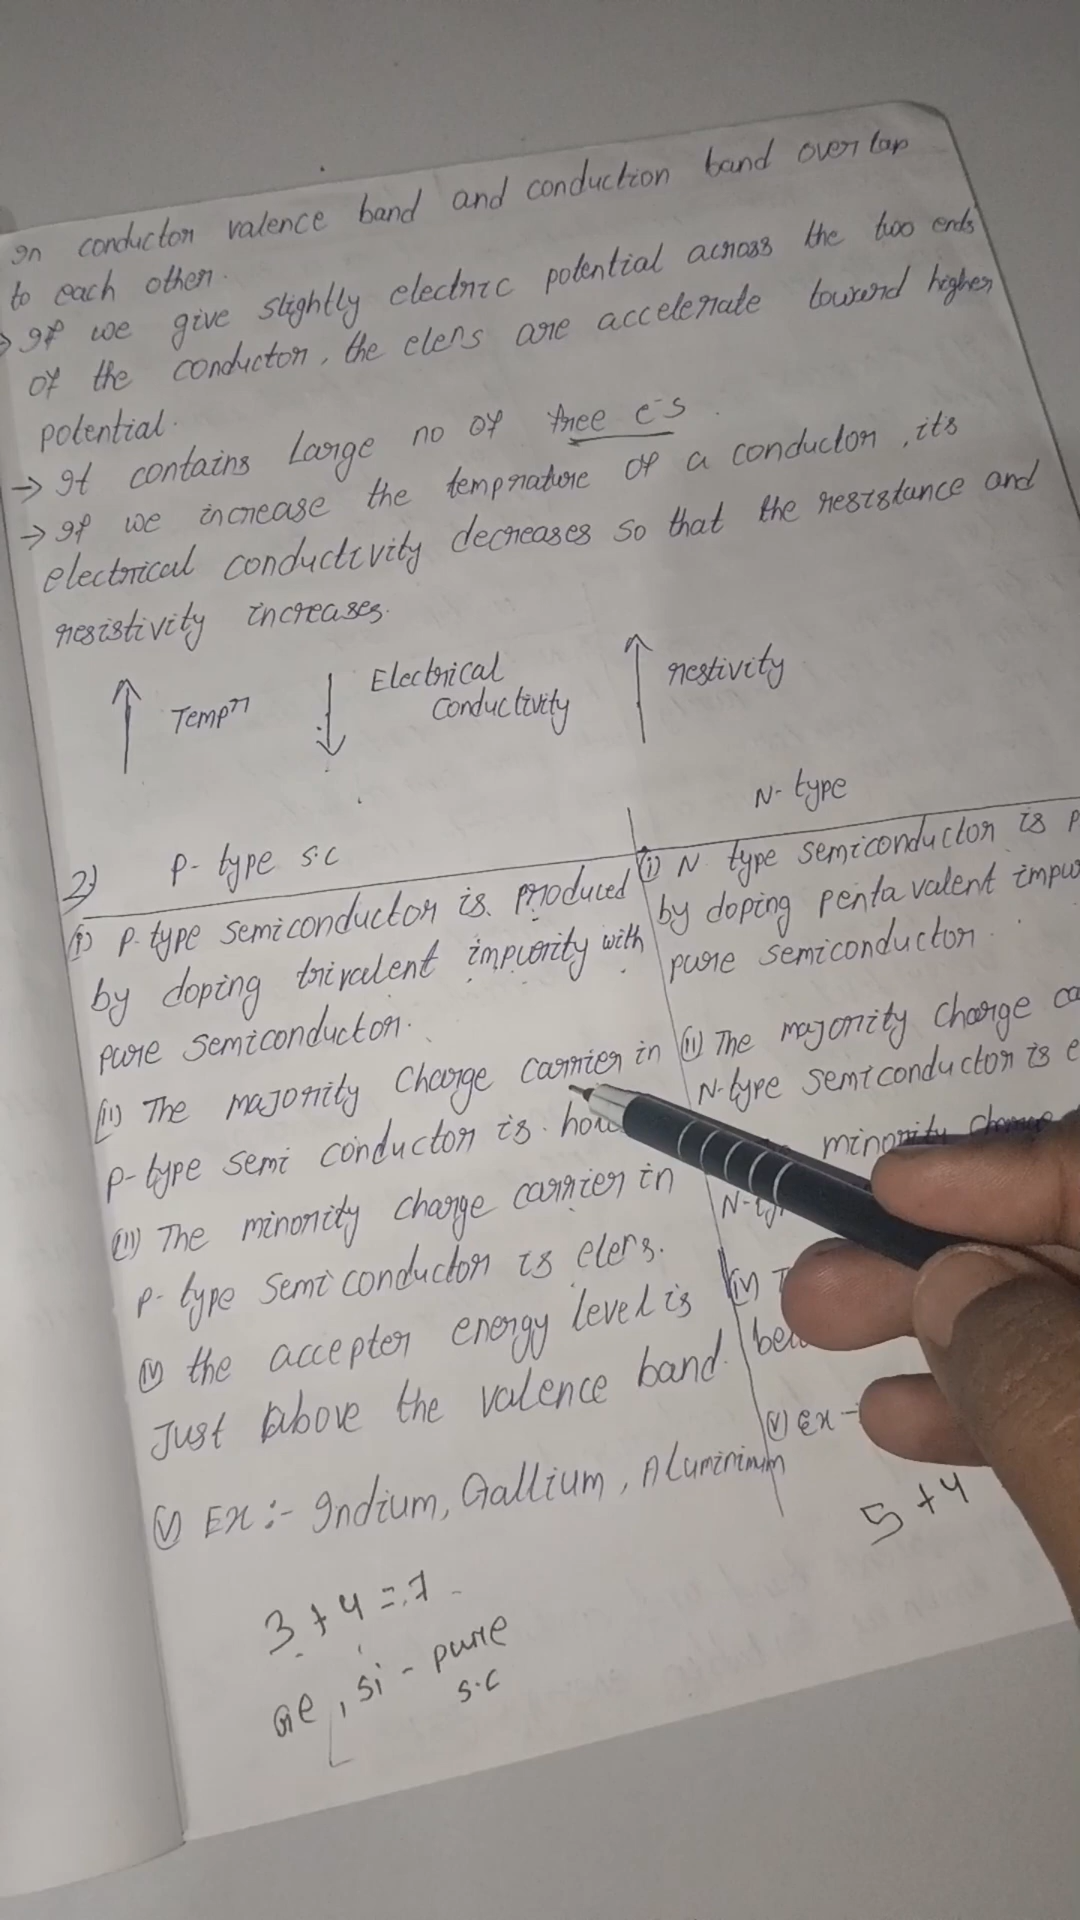 In conductor valence band and conduction band overlap
to each other.
→ If we give slightly electric potential across the two ends
of the conductor, the elens are accelerate toward higher
potential.
→ It contains Large no of free e⁻s.
→ If we increase the temprature of a conductor, its
electrical conductivity decreases so that the resistance and
resistivity increases.
↑ Tempⁿ ↓ Electrical Conductivity ↑ restivity
2) P-type S.C
(i) P-type semiconductor is produced
by doping trivalent impurity with
pure semiconductor.
(ii) The majority charge carrier in
P-type semi conductor is
(iii) The minority charge carrier in
P-type semi conductor is elens.
(iv) the accepter energy level is
Just above the valence band.
(v) Ex:- Indium, Gallium, Aluminimum
3 + 4 = 7
Ge, Si - pure
S.C
N-type
(i) N type semiconductor is
by doping penta valent
pure semiconductor.
(ii) The majority charge
N-type semiconductor is
minority charge
(iv)
(v) Ex -
5 + 4